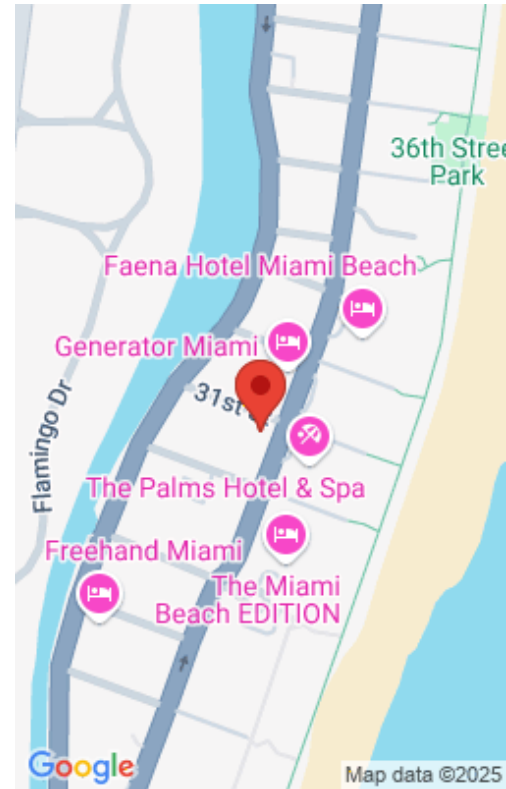 36th Stree
Park
Faena Hotel Miami Beach
Generator Miami
31st
Flamingo Dr
The Palms Hotel & Spa
Freehand Miami
The Miami
Beach EDITION
Google
Map data ©2025